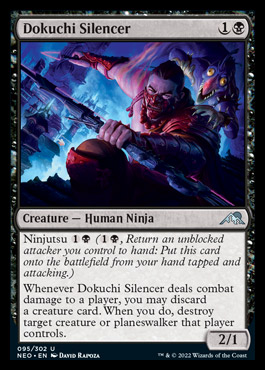 Dokuchi Silencer 1
Creature — Human Ninja
Ninjutsu 1 (1, Return an unblocked
attacker you control to hand: Put this card
onto the battlefield from your hand tapped and
attacking.)
Whenever Dokuchi Silencer deals combat
damage to a player, you may discard
a creature card. When you do, destroy
target creature or planeswalker that player
controls.
2/1
095/302 U
NEO • EN DAVID RAPOZA ™ & © 2022 Wizards of the Coast